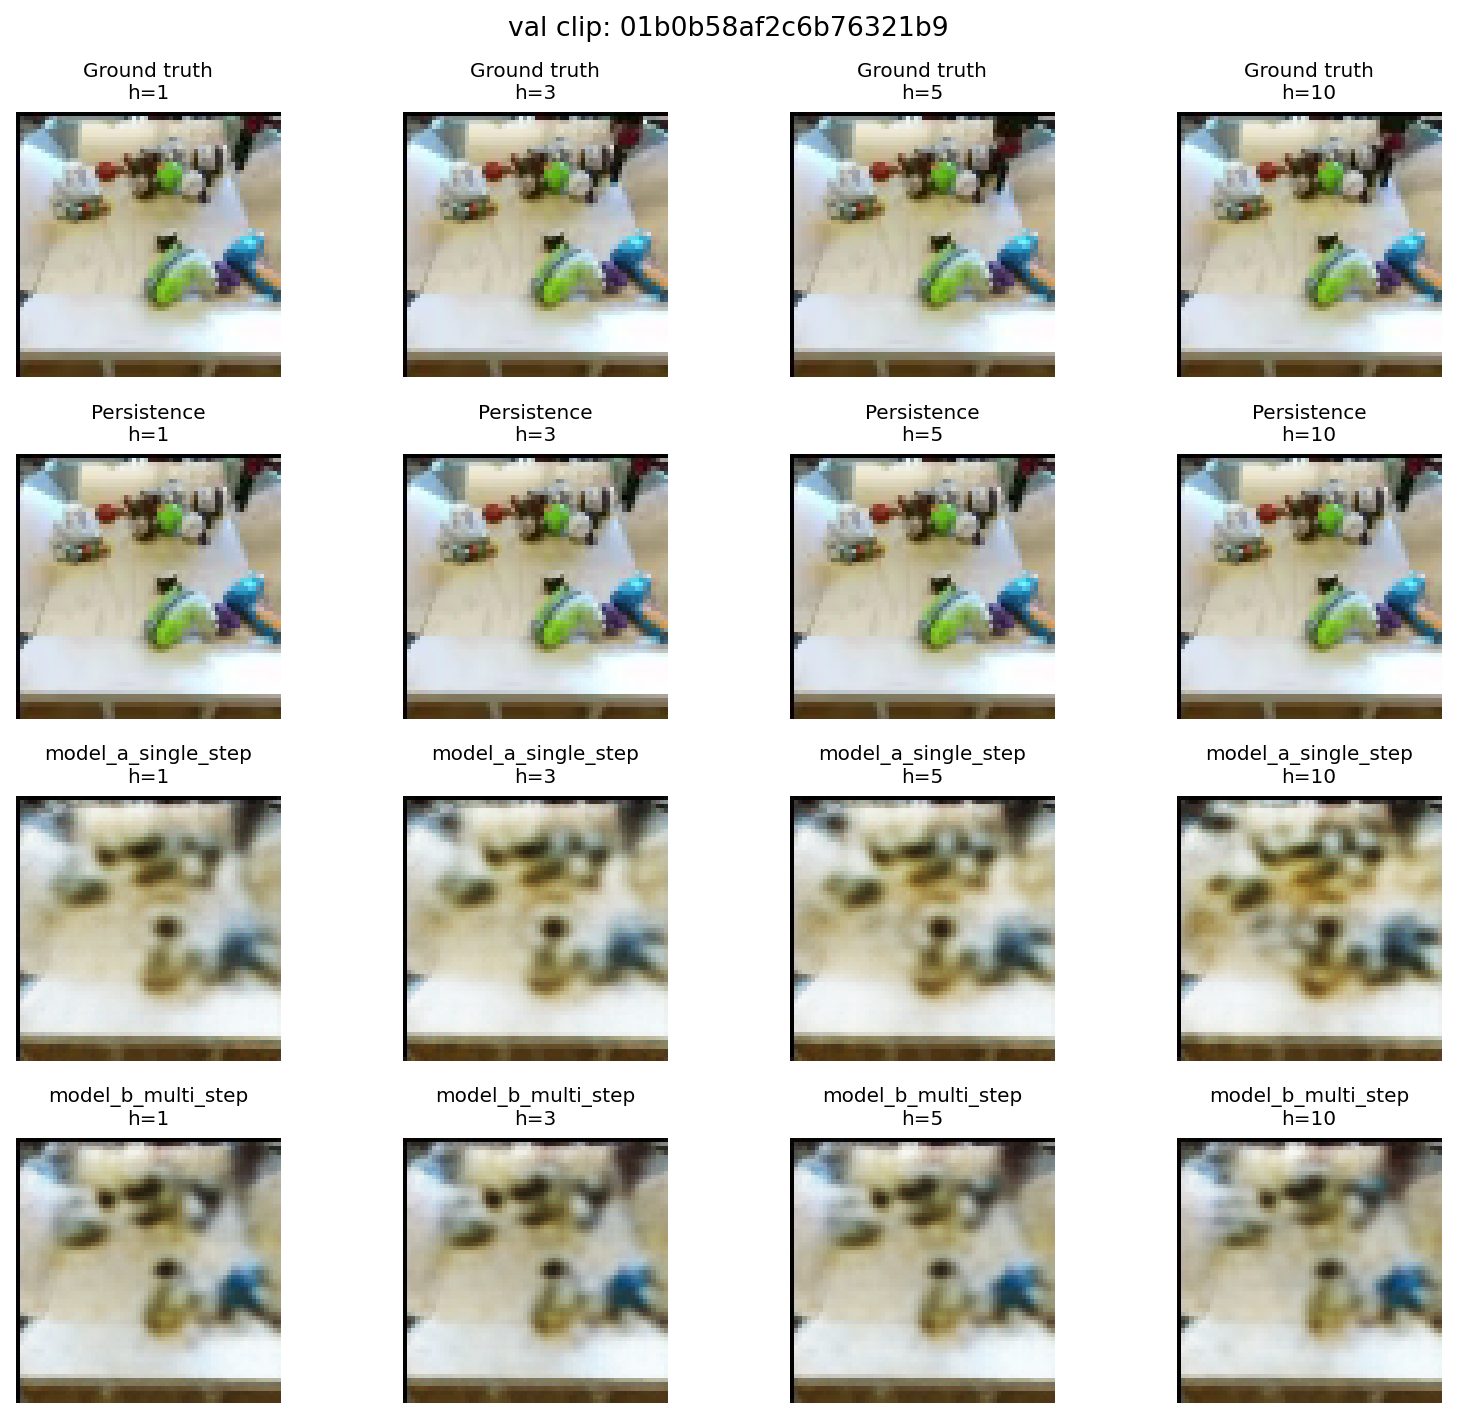 val clip: 01b0b58af2c6b76321b9
Ground truth
h=1
Ground truth
h=3
Ground truth
h=5
Ground truth
h=10
Persistence
h=1
Persistence
h=3
Persistence
h=5
Persistence
h=10
model_a_single_step
h=1
model_a_single_step
h=3
model_a_single_step
h=5
model_a_single_step
h=10
model_b_multi_step
h=1
model_b_multi_step
h=3
model_b_multi_step
h=5
model_b_multi_step
h=10